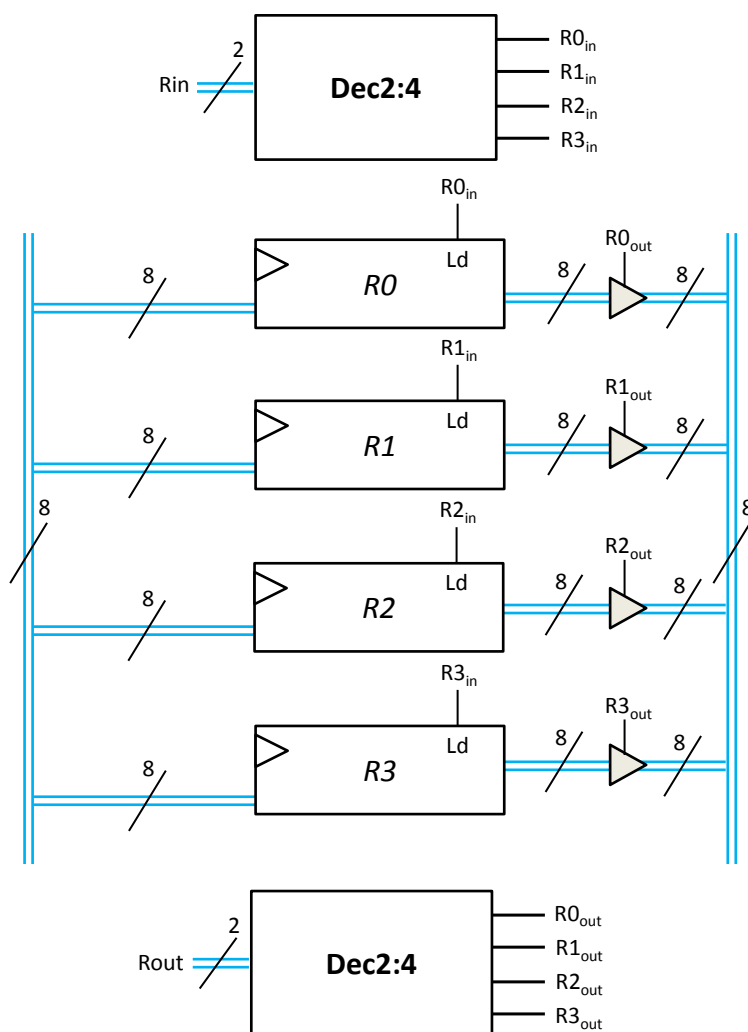 2
Rin
Dec2:4
R0in
R1in
R2in
R3in
R0in
Ld
R0
8
8
R0out
8
R1in
Ld
R1
8
8
R1out
8
8
8
R2in
Ld
R2
8
8
R2out
8
R3in
Ld
R3
8
8
R3out
8
2
Rout
Dec2:4
R0out
R1out
R2out
R3out